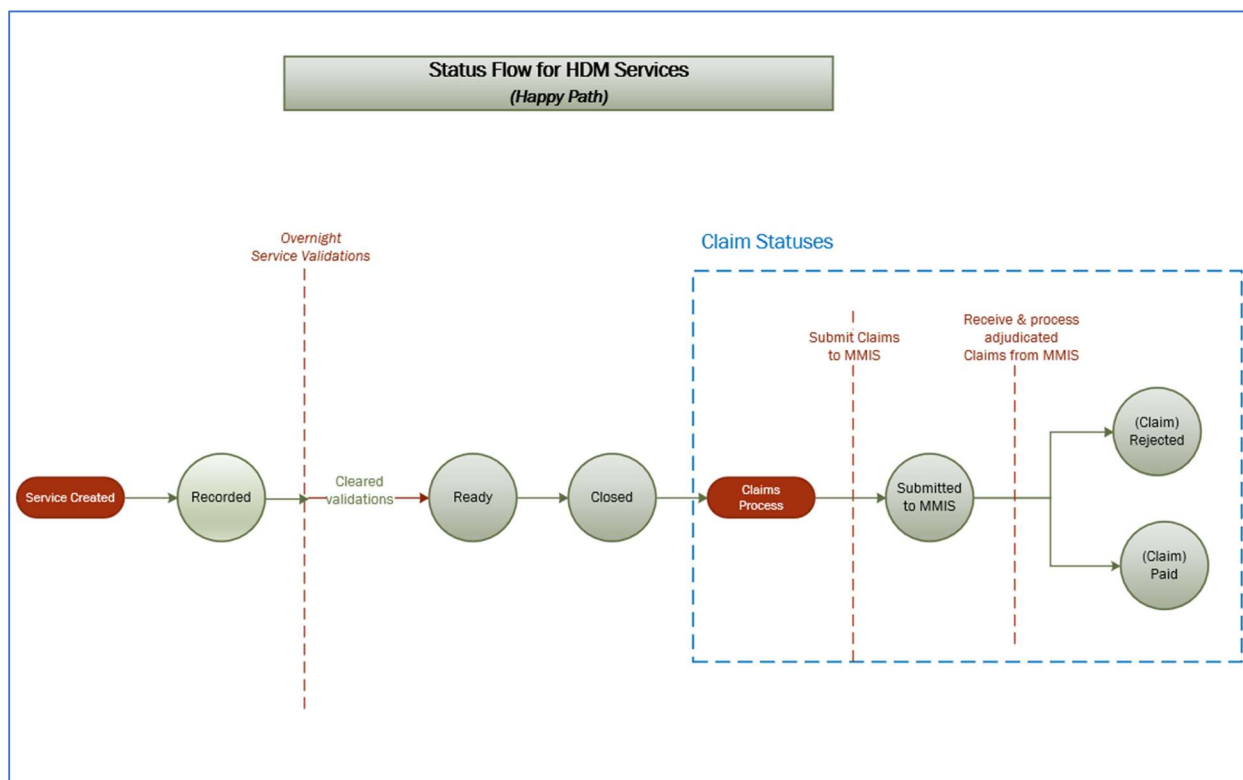 Status Flow for HDM Services
(Happy Path)
Overnight
Service Validations
Claim Statuses
Submit Claims
to MMIS
Receive & process
adjudicated
Claims from MMIS
Service Created
Recorded
Cleared
validations
Ready
Closed
Claims
Process
Submitted
to MMIS
(Claim)
Rejected
(Claim)
Paid